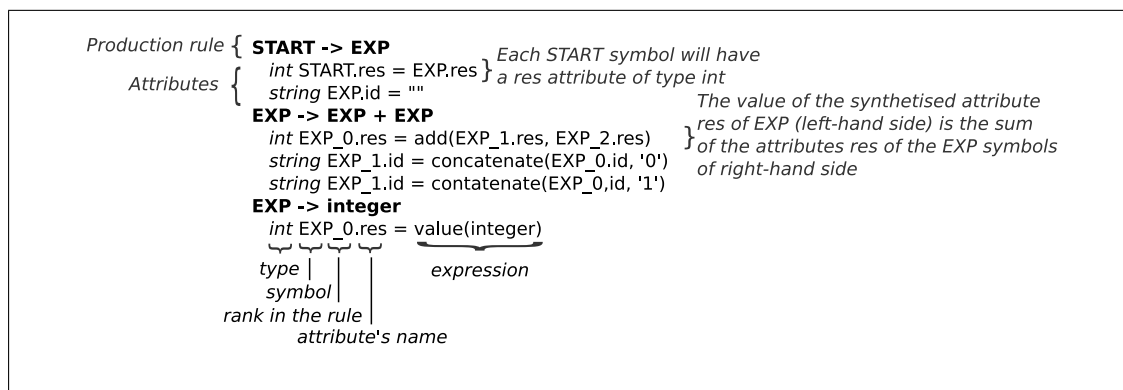 Production rule { START -> EXP
Attributes { int START.res = EXP.res } Each START symbol will have
string EXP.id = "" a res attribute of type int
EXP -> EXP + EXP
int EXP_0.res = add(EXP_1.res, EXP_2.res)
string EXP_1.id = concatenate(EXP_0.id, '0')
string EXP_1.id = contatenate(EXP_0,id, '1')
} The value of the synthetised attribute
res of EXP (left-hand side) is the sum
of the attributes res of the EXP symbols
of right-hand side
EXP -> integer
int EXP_0.res = value(integer)
type
symbol
rank in the rule
attribute's name
expression